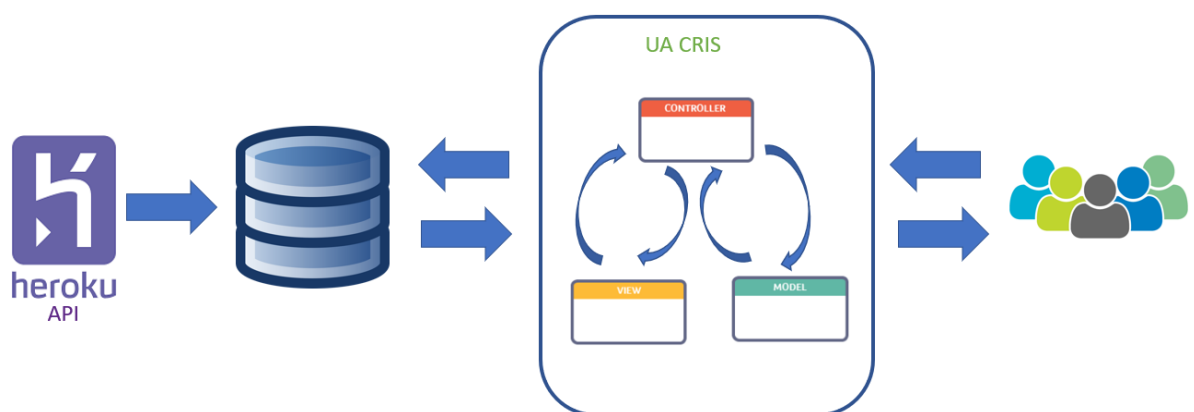 UA CRIS
CONTROLLER
VIEW
MODEL
heroku
API